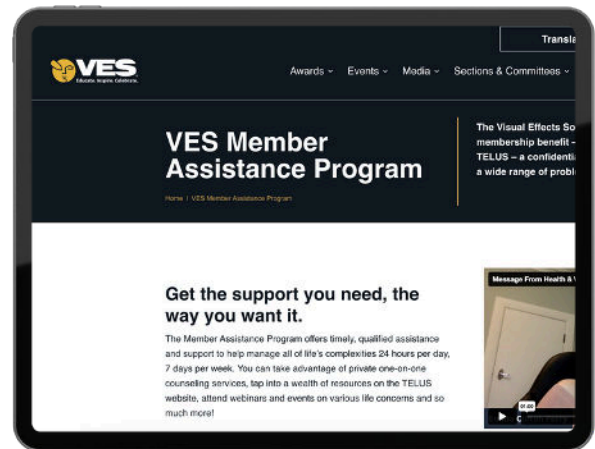 Transla
VES
Educate. Inspire. Celebrate.
Awards Events Media Sections & Committees
VES Member
Assistance Program
Home | VES Member Assistance Program
The Visual Effects So
membership benefit –
TELUS – a confidenti
a wide range of probl
Get the support you need, the
way you want it.
Message From Health &
The Member Assistance Program offers timely, qualified assistance
and support to help manage all of life's complexities 24 hours per day,
7 days per week. You can take advantage of private one-on-one
counseling services, tap into a wealth of resources on the TELUS
website, attend webinars and events on various life concerns and so
much more!